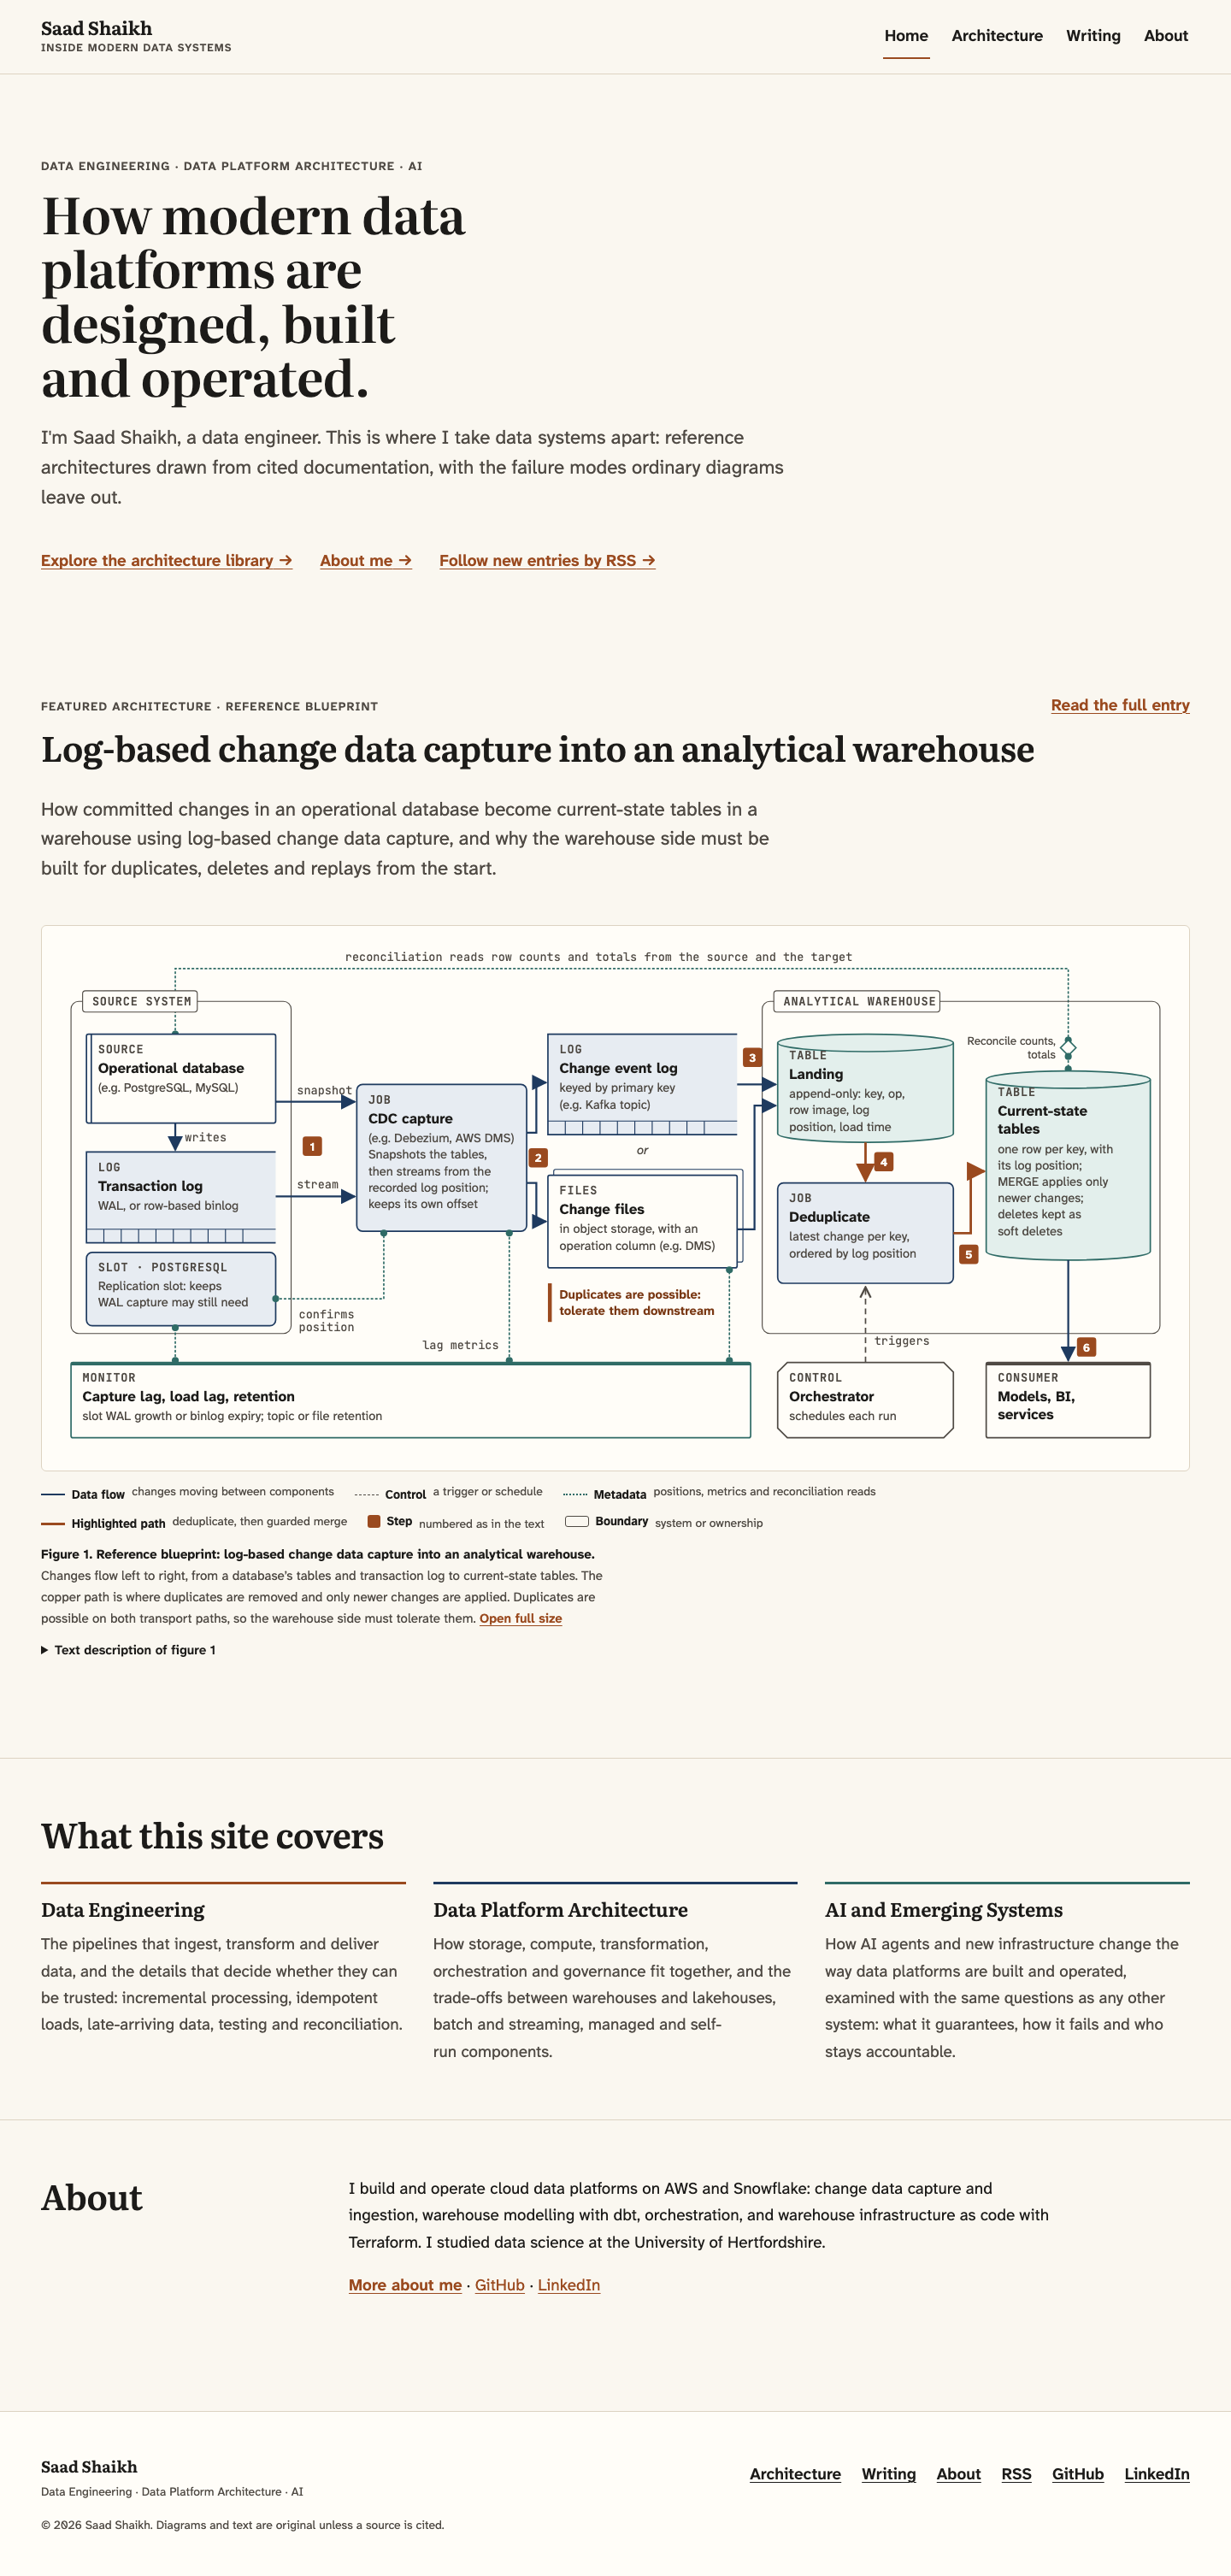 Saad Shaikh
INSIDE MODERN DATA SYSTEMS
Home Architecture Writing About
DATA ENGINEERING · DATA PLATFORM ARCHITECTURE · AI
How modern data
platforms are
designed, built
and operated.
I'm Saad Shaikh, a data engineer. This is where I take data systems apart: reference
architectures drawn from cited documentation, with the failure modes ordinary diagrams
leave out.
Explore the architecture library → About me → Follow new entries by RSS →
FEATURED ARCHITECTURE · REFERENCE BLUEPRINT
Read the full entry
Log-based change data capture into an analytical warehouse
How committed changes in an operational database become current-state tables in a
warehouse using log-based change data capture, and why the warehouse side must be
built for duplicates, deletes and replays from the start.
reconciliation reads row counts and totals from the source and the target
SOURCE SYSTEM
SOURCE
Operational database
(e.g. PostgreSQL, MySQL)
writes
LOG
Transaction log
WAL, or row-based binlog
SLOT · POSTGRESQL
Replication slot: keeps
WAL capture may still need
snapshot
1
stream
confirms
position
JOB
CDC capture
(e.g. Debezium, AWS DMS)
Snapshots the tables,
then streams from the
recorded log position;
keeps its own offset
lag metrics
2
LOG
Change event log
keyed by primary key
(e.g. Kafka topic)
or
FILES
Change files
in object storage, with an
operation column (e.g. DMS)
Duplicates are possible:
tolerate them downstream
3
ANALYTICAL WAREHOUSE
TABLE
Landing
append-only: key, op,
row image, log
position, load time
4
JOB
Deduplicate
latest change per key,
ordered by log position
5
Reconcile counts,
totals
TABLE
Current-state
tables
one row per key, with
its log position;
MERGE applies only
newer changes;
deletes kept as
soft deletes
triggers
6
MONITOR
Capture lag, load lag, retention
slot WAL growth or binlog expiry; topic or file retention
CONTROL
Orchestrator
schedules each run
CONSUMER
Models, BI,
services
Data flow changes moving between components Control a trigger or schedule Metadata positions, metrics and reconciliation reads
Highlighted path deduplicate, then guarded merge Step numbered as in the text Boundary system or ownership
Figure 1. Reference blueprint: log-based change data capture into an analytical warehouse.
Changes flow left to right, from a database's tables and transaction log to current-state tables. The
copper path is where duplicates are removed and only newer changes are applied. Duplicates are
possible on both transport paths, so the warehouse side must tolerate them. Open full size
Text description of figure 1
What this site covers
Data Engineering
The pipelines that ingest, transform and deliver
data, and the details that decide whether they can
be trusted: incremental processing, idempotent
loads, late-arriving data, testing and reconciliation.
Data Platform Architecture
How storage, compute, transformation,
orchestration and governance fit together, and the
trade-offs between warehouses and lakehouses,
batch and streaming, managed and self-
run components.
AI and Emerging Systems
How AI agents and new infrastructure change the
way data platforms are built and operated,
examined with the same questions as any other
system: what it guarantees, how it fails and who
stays accountable.
About
I build and operate cloud data platforms on AWS and Snowflake: change data capture and
ingestion, warehouse modelling with dbt, orchestration, and warehouse infrastructure as code with
Terraform. I studied data science at the University of Hertfordshire.
More about me · GitHub · LinkedIn
Saad Shaikh
Data Engineering · Data Platform Architecture · AI
Architecture Writing About RSS GitHub LinkedIn
© 2026 Saad Shaikh. Diagrams and text are original unless a source is cited.